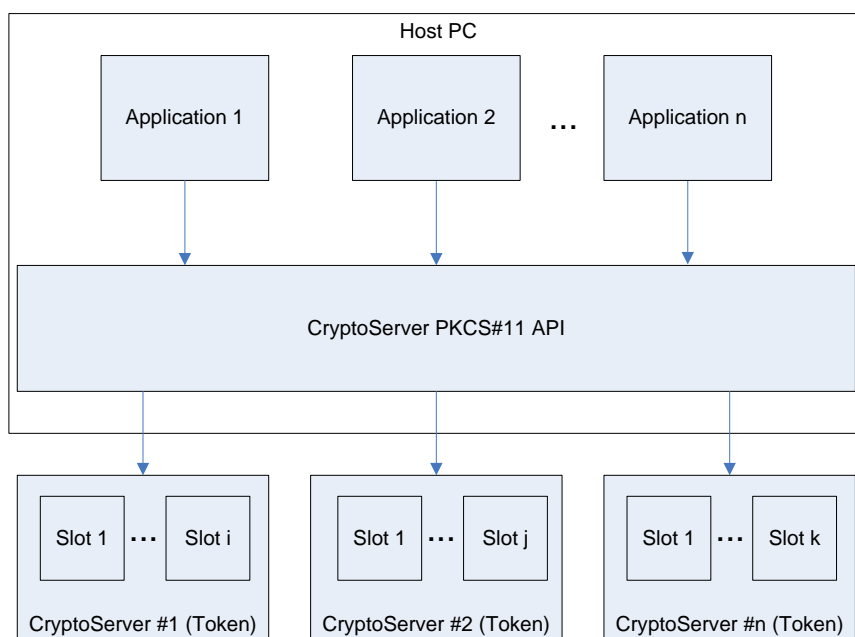 Host PC
Application 1
Application 2
...
Application n
CryptoServer PKCS#11 API
Slot 1
...
Slot i
CryptoServer #1 (Token)
Slot 1
...
Slot j
CryptoServer #2 (Token)
Slot 1
...
Slot k
CryptoServer #n (Token)